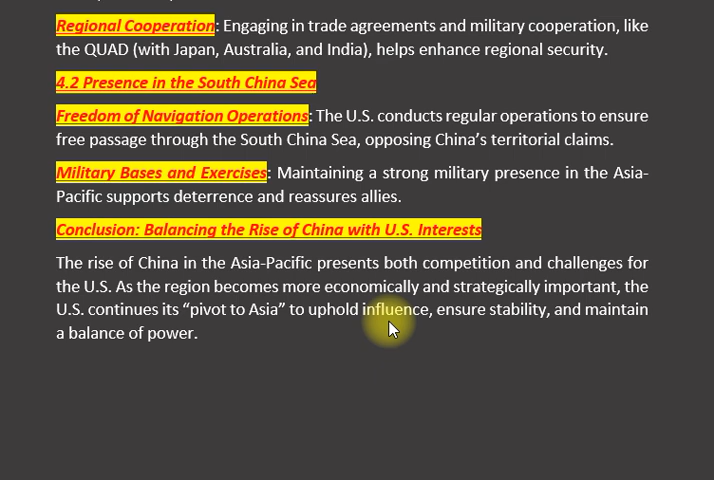 Regional Cooperation: Engaging in trade agreements and military cooperation, like
the QUAD (with Japan, Australia, and India), helps enhance regional security.
4.2 Presence in the South China Sea
Freedom of Navigation Operations: The U.S. conducts regular operations to ensure
free passage through the South China Sea, opposing China’s territorial claims.
Military Bases and Exercises: Maintaining a strong military presence in the Asia-
Pacific supports deterrence and reassures allies.
Conclusion: Balancing the Rise of China with U.S. Interests
The rise of China in the Asia-Pacific presents both competition and challenges for
the U.S. As the region becomes more economically and strategically important, the
U.S. continues its “pivot to Asia” to uphold influence, ensure stability, and maintain
a balance of power.